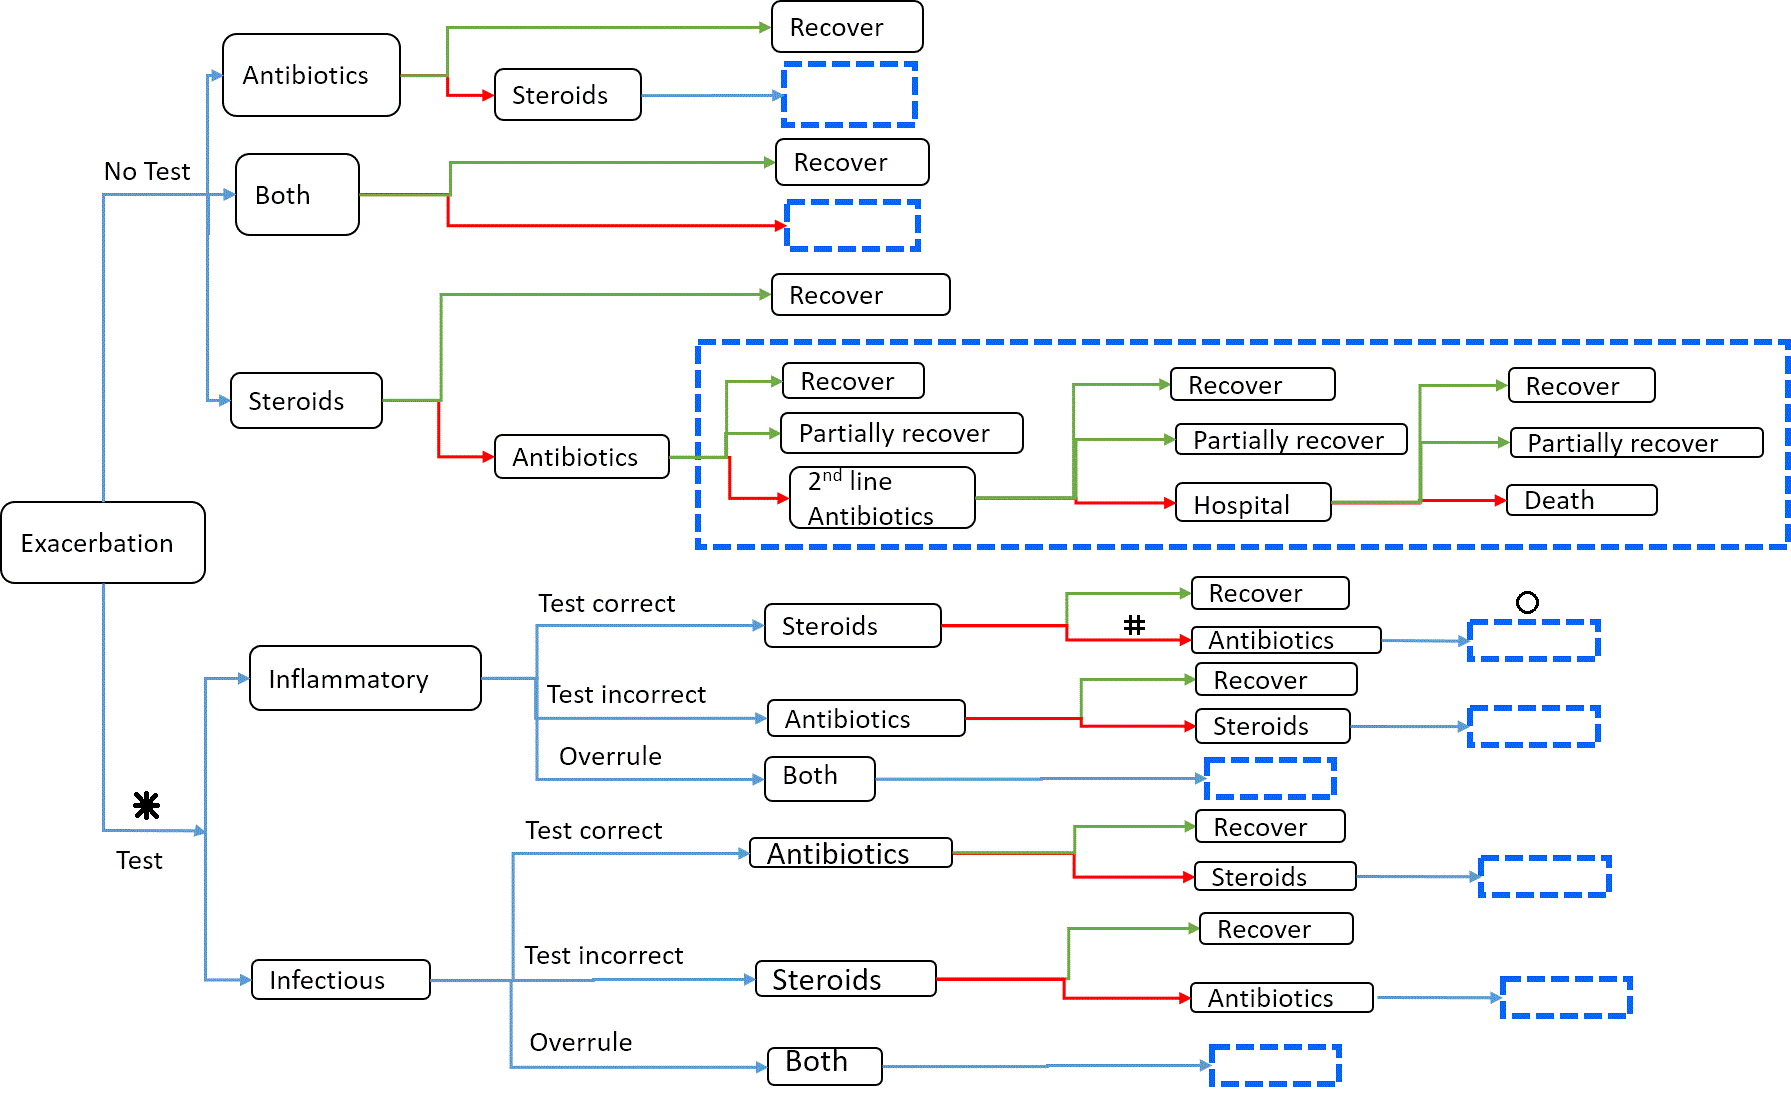 Recover
Antibiotics
Steroids
No Test
Recover
Both
Recover
Steroids
Recover
Recover
Recover
Partially recover
Partially recover
Partially recover
Antibiotics
2nd line
Antibiotics
Hospital
Death
Exacerbation
Test correct
Recover
Steroids
#
Antibiotics
Inflammatory
Recover
Test incorrect
Antibiotics
Steroids
Overrule
Both
*
Test
Test correct
Recover
Antibiotics
Steroids
Recover
Test incorrect
Infectious
Steroids
Antibiotics
Overrule
Both